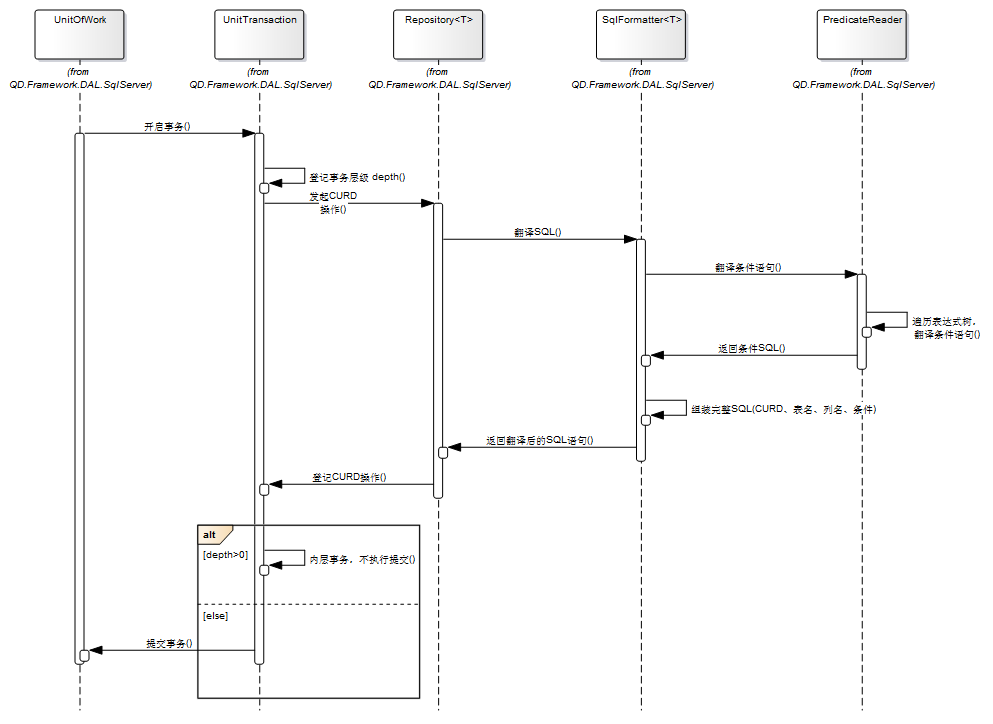 UnitOfWork
UnitTransaction
Repository<T>
SqlFormatter<T>
PredicateReader
(from
QD.Framework.DAL.SqlServer)
(from
QD.Framework.DAL.SqlServer)
(from
QD.Framework.DAL.SqlServer)
(from
QD.Framework.DAL.SqlServer)
(from
QD.Framework.DAL.SqlServer)
开启事务()
登记事务层级 depth()
发起CURD
操作()
翻译SQL()
翻译条件语句()
遍历表达式树，
翻译条件语句()
返回条件SQL()
组装完整SQL(CURD、表名、列名、条件)
返回翻译后的SQL语句()
登记CURD操作()
alt
[depth>0]
内层事务，不执行提交()
[else]
提交事务()